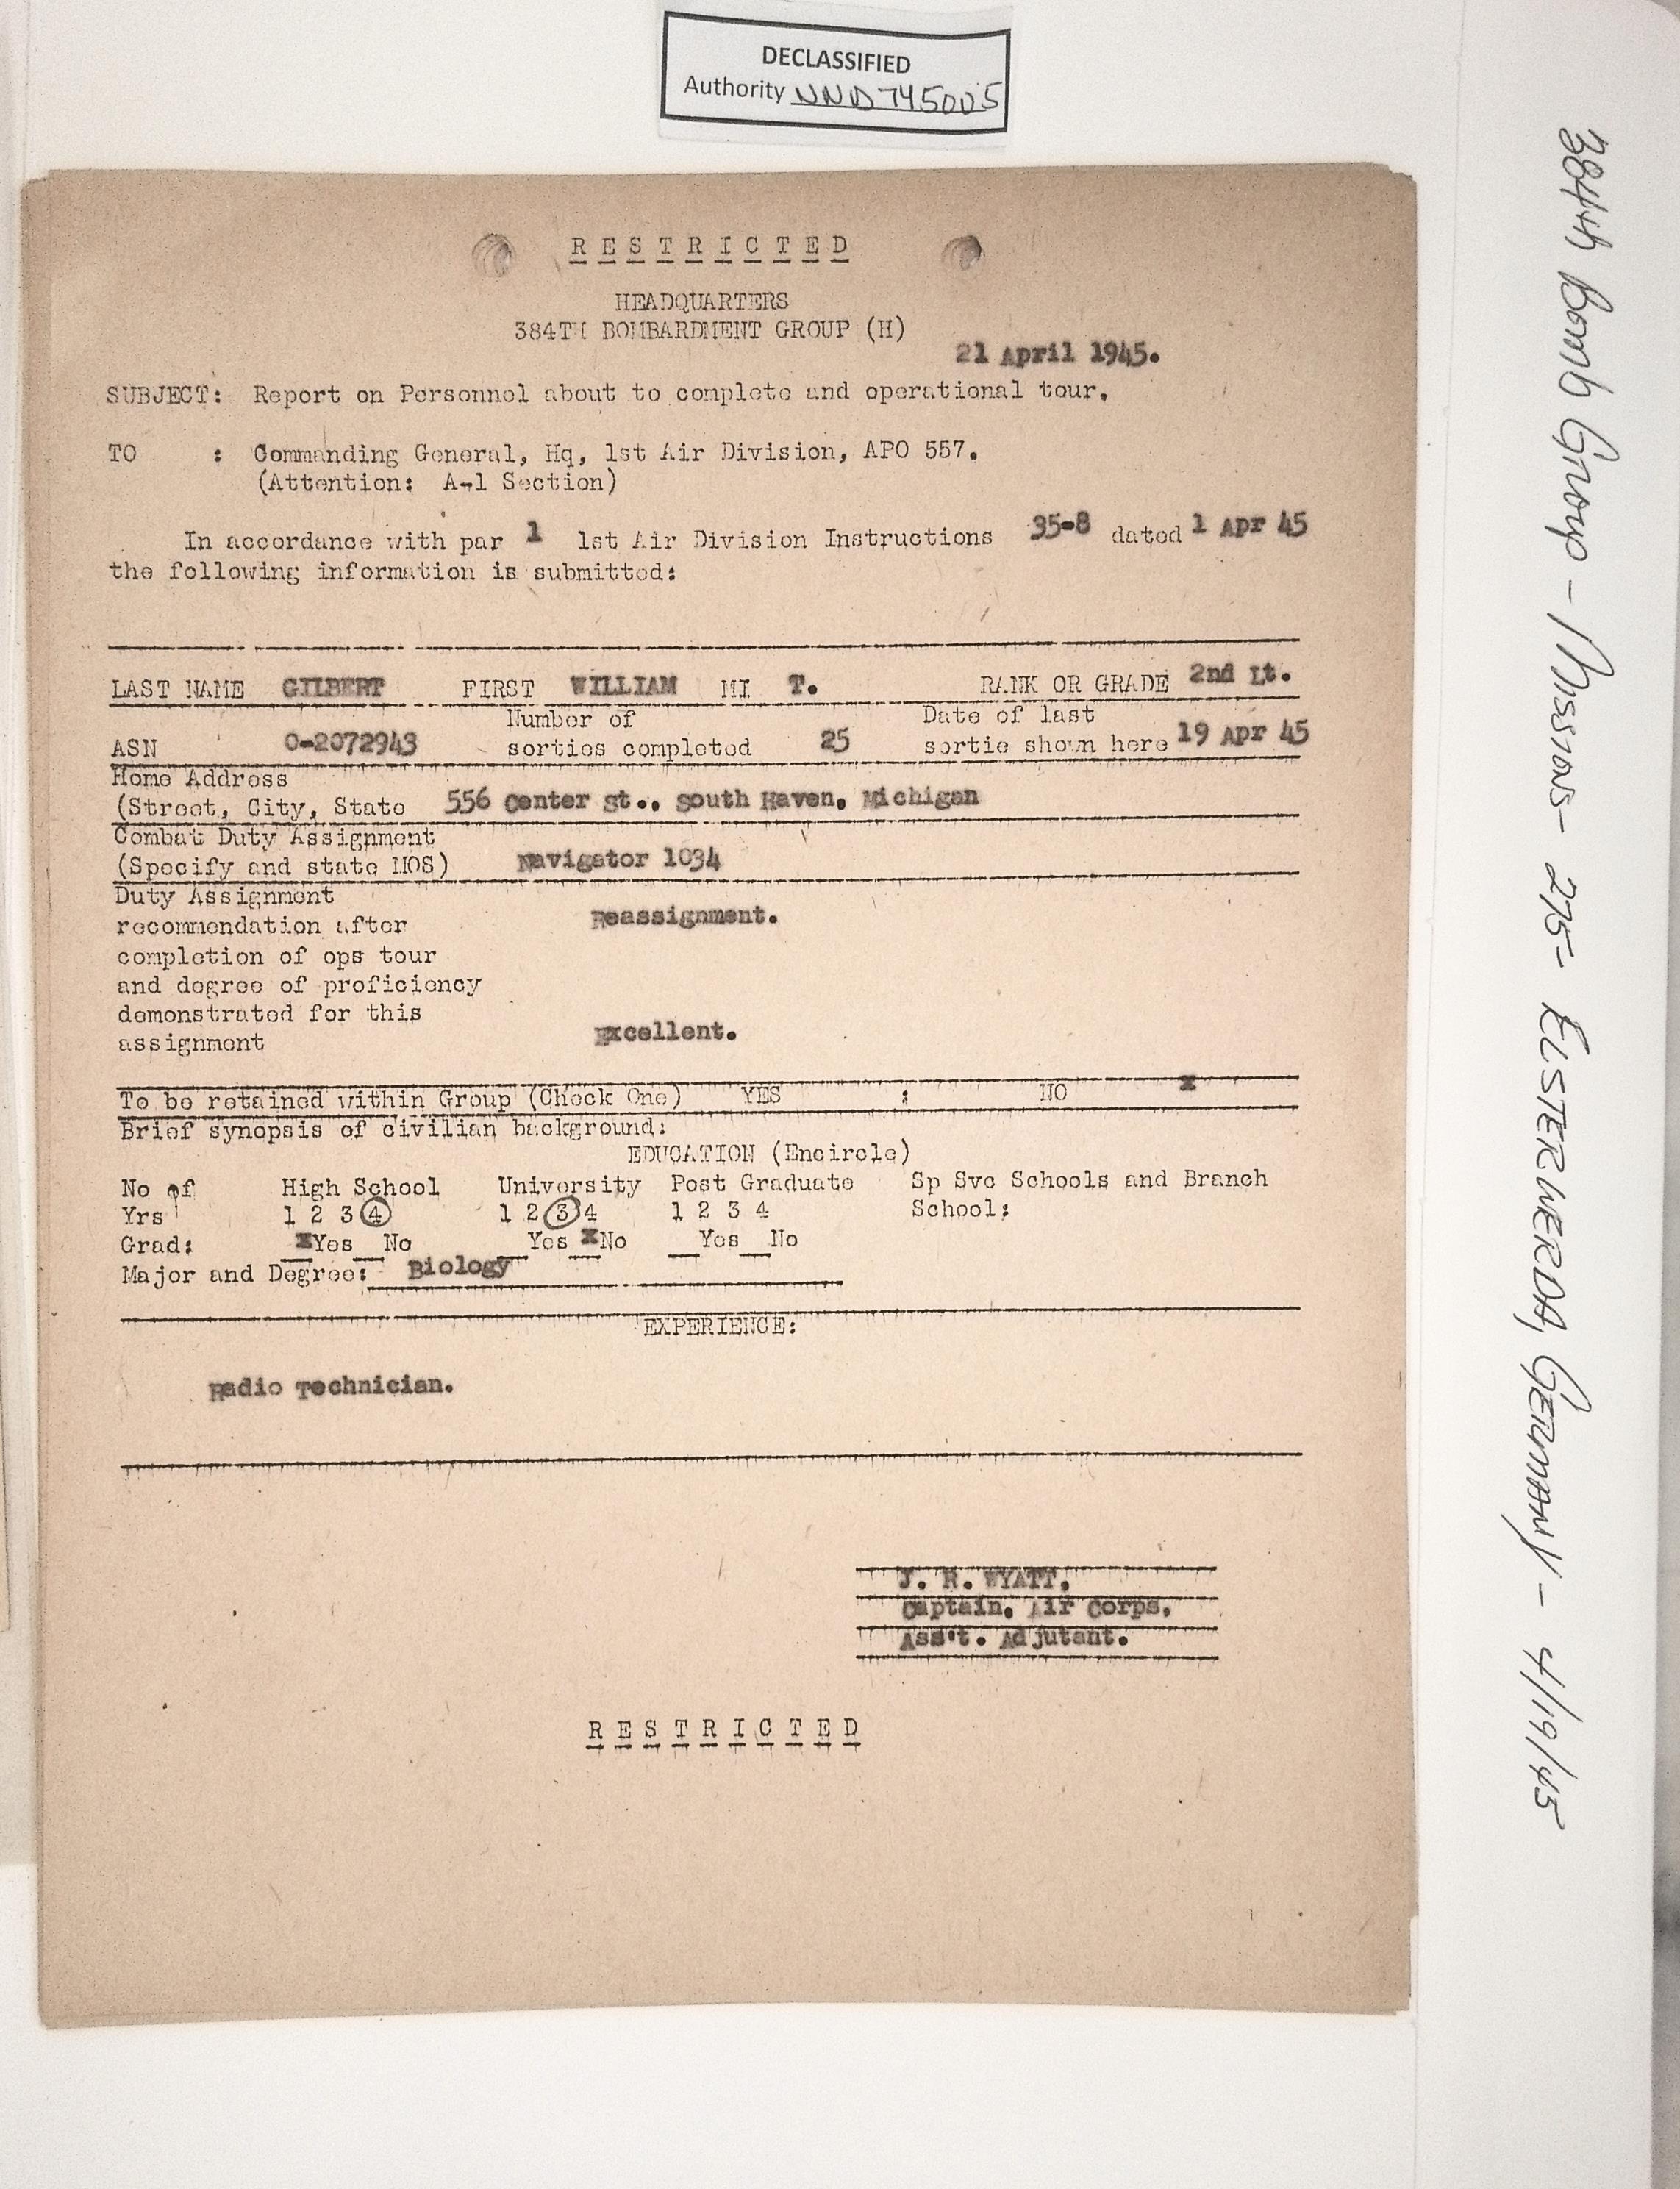 DECLASSIFIED
Authority NND 745005
R E S T R I C T E D
HEADQUARTERS
384TH BOMBARDMENT GROUP (H)
21 April 1945.
SUBJECT: Report on Personnel about to complete and operational tour.
TO : Commanding General, Hq, 1st Air Division, APO 557.
(Attention: A-1 Section)
In accordance with par 1 1st Air Division Instructions 35-8 dated 1 Apr 45
the following information is submitted:
LAST NAME GILBERT FIRST WILLIAM MI T. RANK OR GRADE 2nd Lt.
Number of Date of last
ASN O-2072943 sorties completed 25 sortie shown here 19 Apr 45
Home Address
(Street, City, State 556 Center St., South Haven, Michigan
Combat Duty Assignment
(Specify and state MOS) Navigator 1034
Duty Assignment
recommendation after Reassignment.
completion of ops tour
and degree of proficiency
demonstrated for this
assignment Excellent.
To be retained within Group (Check One) YES : NO X
Brief synopsis of civilian background:
EDUCATION (Encircle)
No of High School University Post Graduate Sp Svc Schools and Branch
Yrs 1 2 3 4 1 2 3 4 1 2 3 4 School:
Grad: XYes No Yes XNo Yes No
Major and Degree: Biology
EXPERIENCE:
Radio Technician.
J. R. WYATT,
Captain, Air Corps,
Ass't. Adjutant.
R E S T R I C T E D
384th Bomb Group - Missions - 275 - ELSTERWERDA, GERMANY - 4/19/45